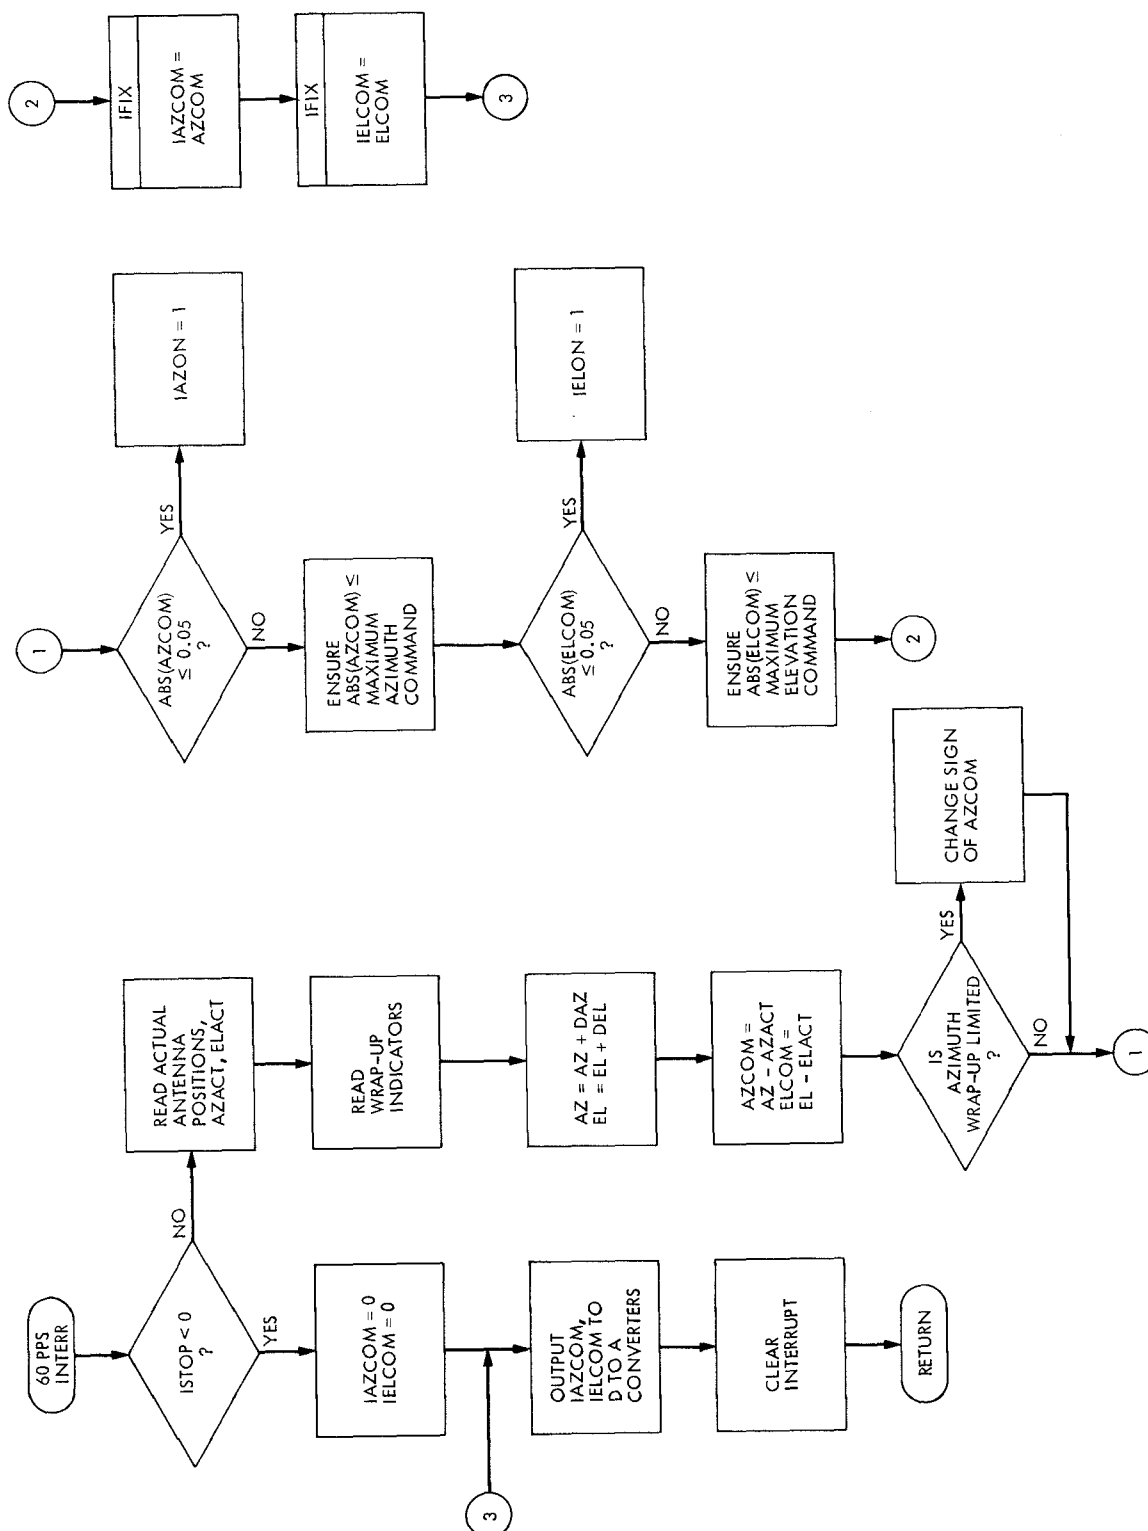 60 PPS
INTERR
ISTOP < 0
?
NO
YES
IAZCOM = 0
IELCOM = 0
3
OUTPUT
IAZCOM,
IELCOM TO
D TO A
CONVERTERS
CLEAR
INTERRUPT
RETURN
READ ACTUAL
ANTENNA
POSITIONS,
AZACT, ELACT
READ
WRAP-UP
INDICATORS
AZ = AZ + DAZ
EL = EL + DEL
AZCOM =
AZ - AZACT
ELCOM =
EL - ELACT
IS
AZIMUTH
WRAP-UP LIMITED
?
YES
NO
CHANGE SIGN
OF AZCOM
1
1
ABS(AZCOM)
≤ 0.05
?
YES
NO
IAZON = 1
ENSURE
ABS(AZCOM) ≤
MAXIMUM
AZIMUTH
COMMAND
ABS(ELCOM)
≤ 0.05
?
YES
NO
IELON = 1
ENSURE
ABS(ELCOM) ≤
MAXIMUM
ELEVATION
COMMAND
2
2
IFIX
IAZCOM =
AZCOM
IFIX
IELCOM =
ELCOM
3